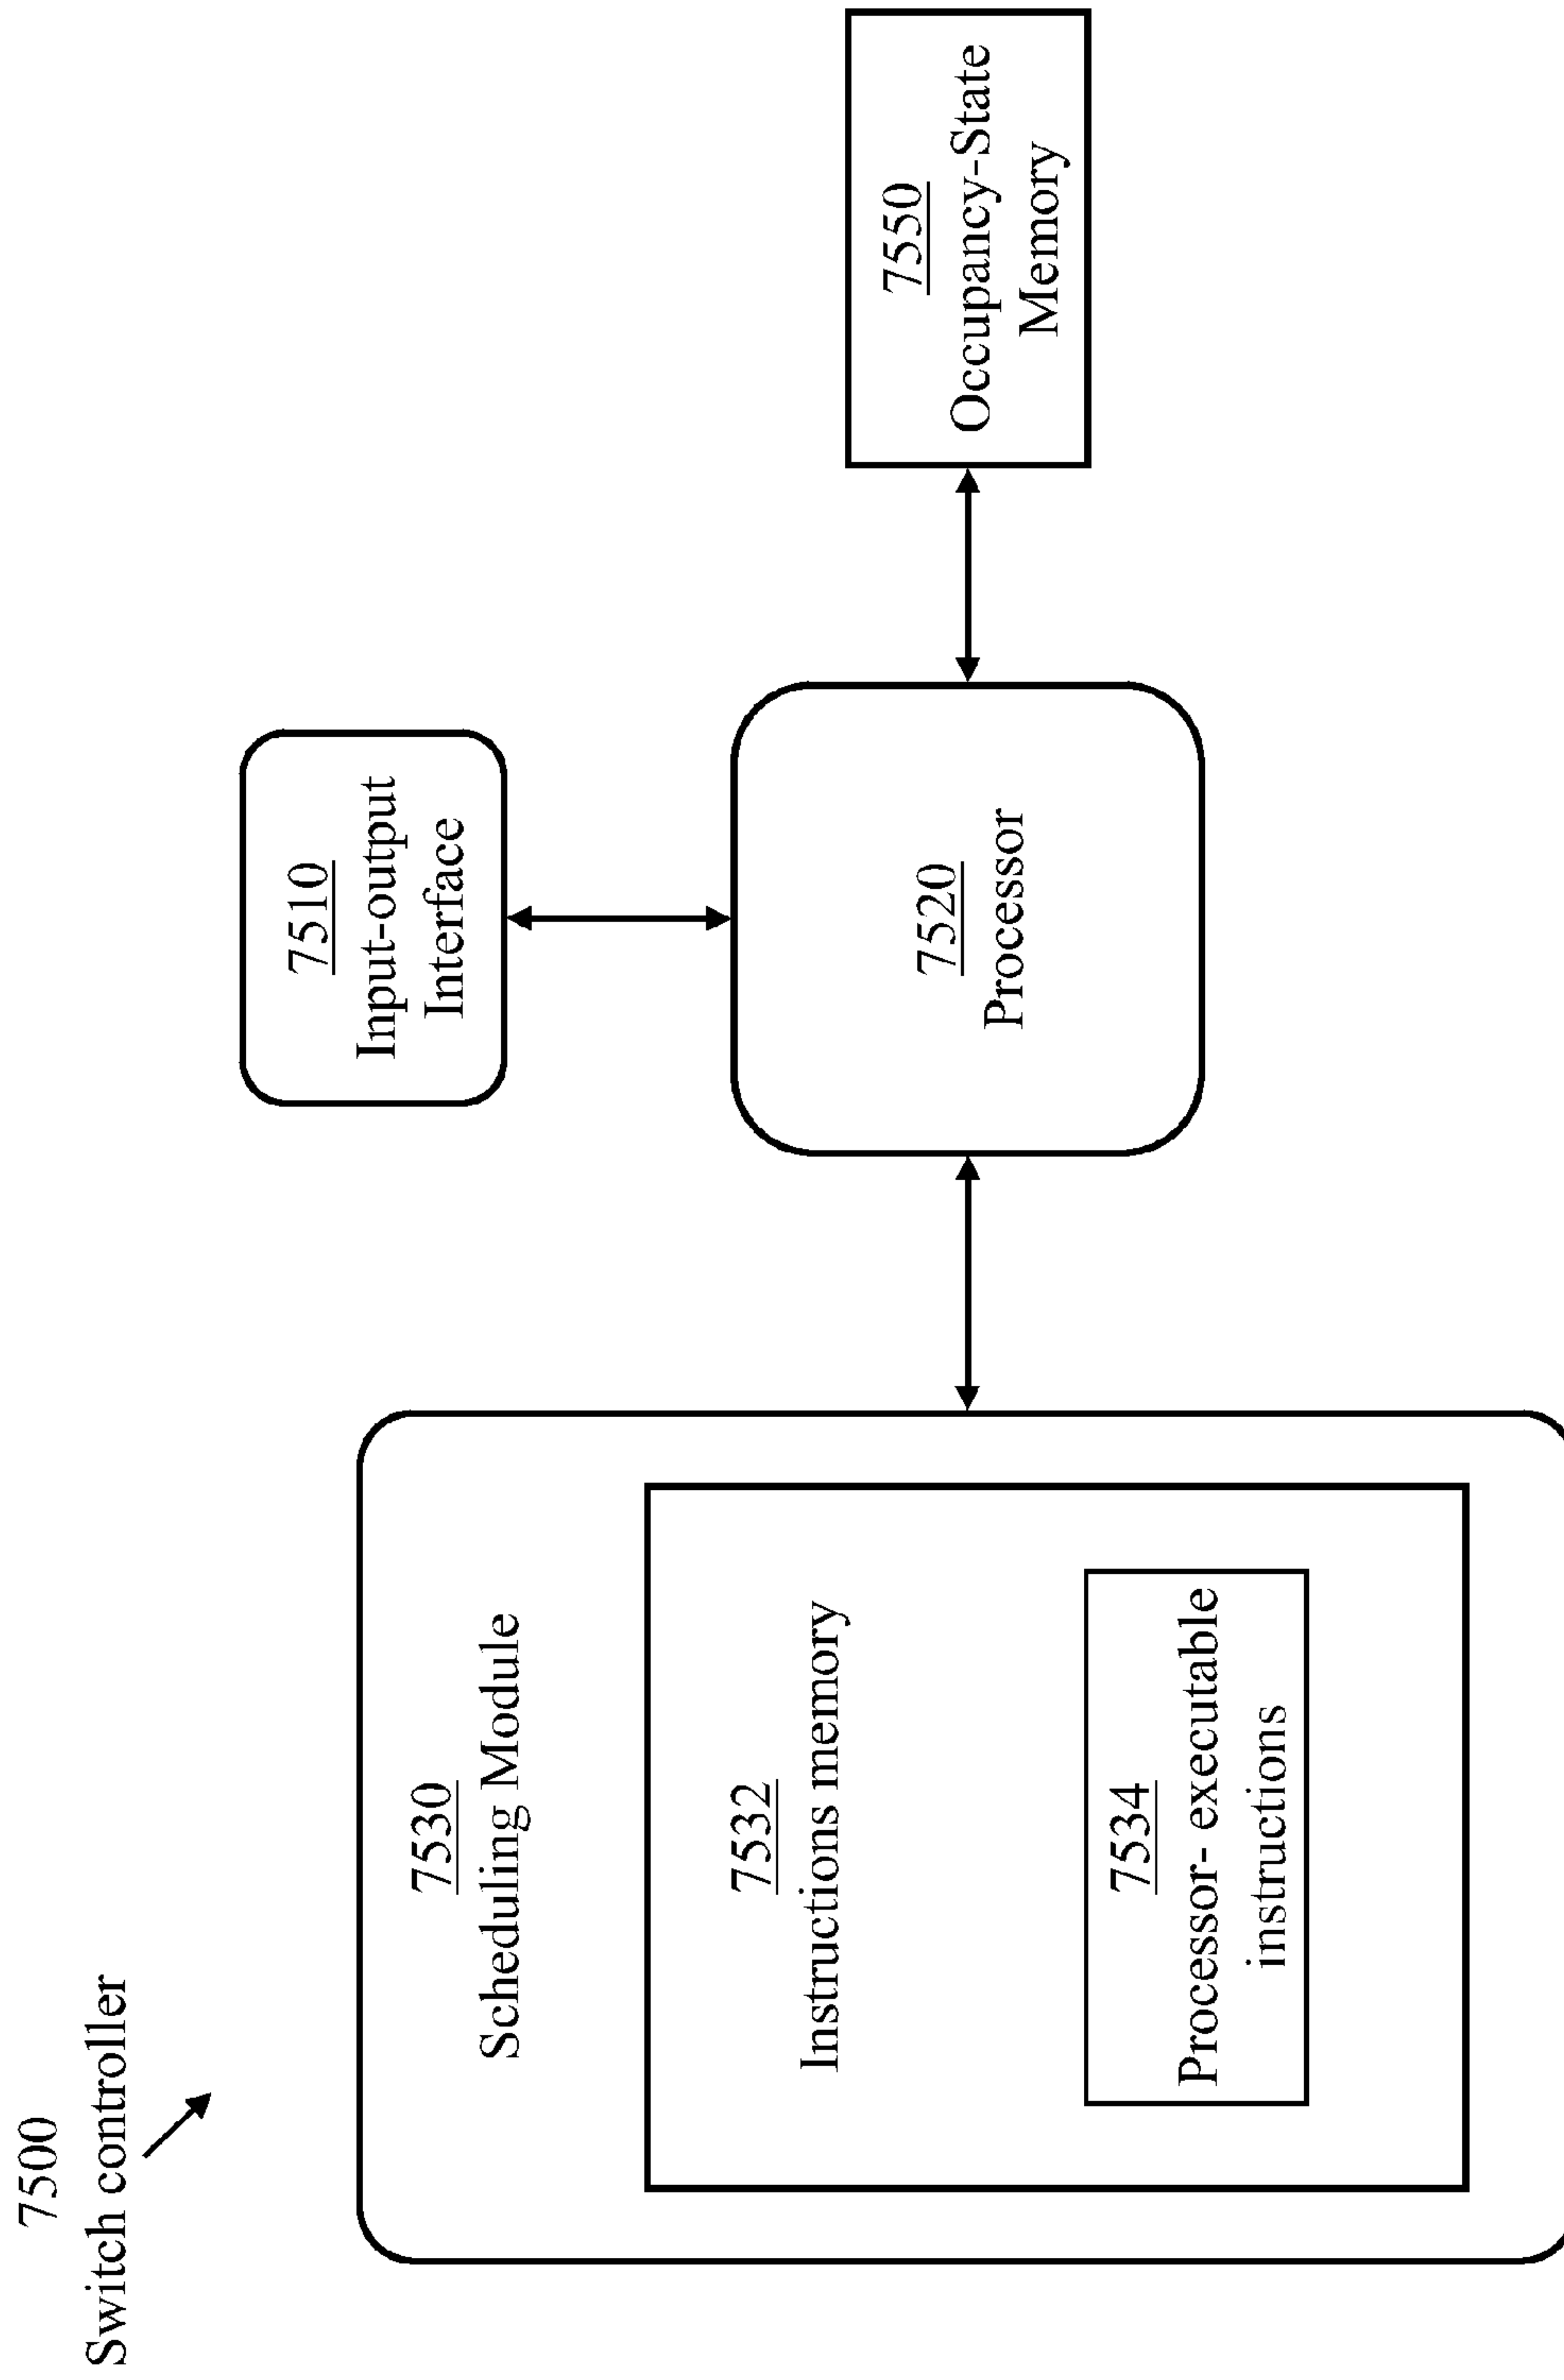 7500
Switch controller
7510
Input-output
Interface
7530
Scheduling Module
7532
Instructions memory
7534
Processor- executable
instructions
7520
Processor
7550
Occupancy-State
Memory